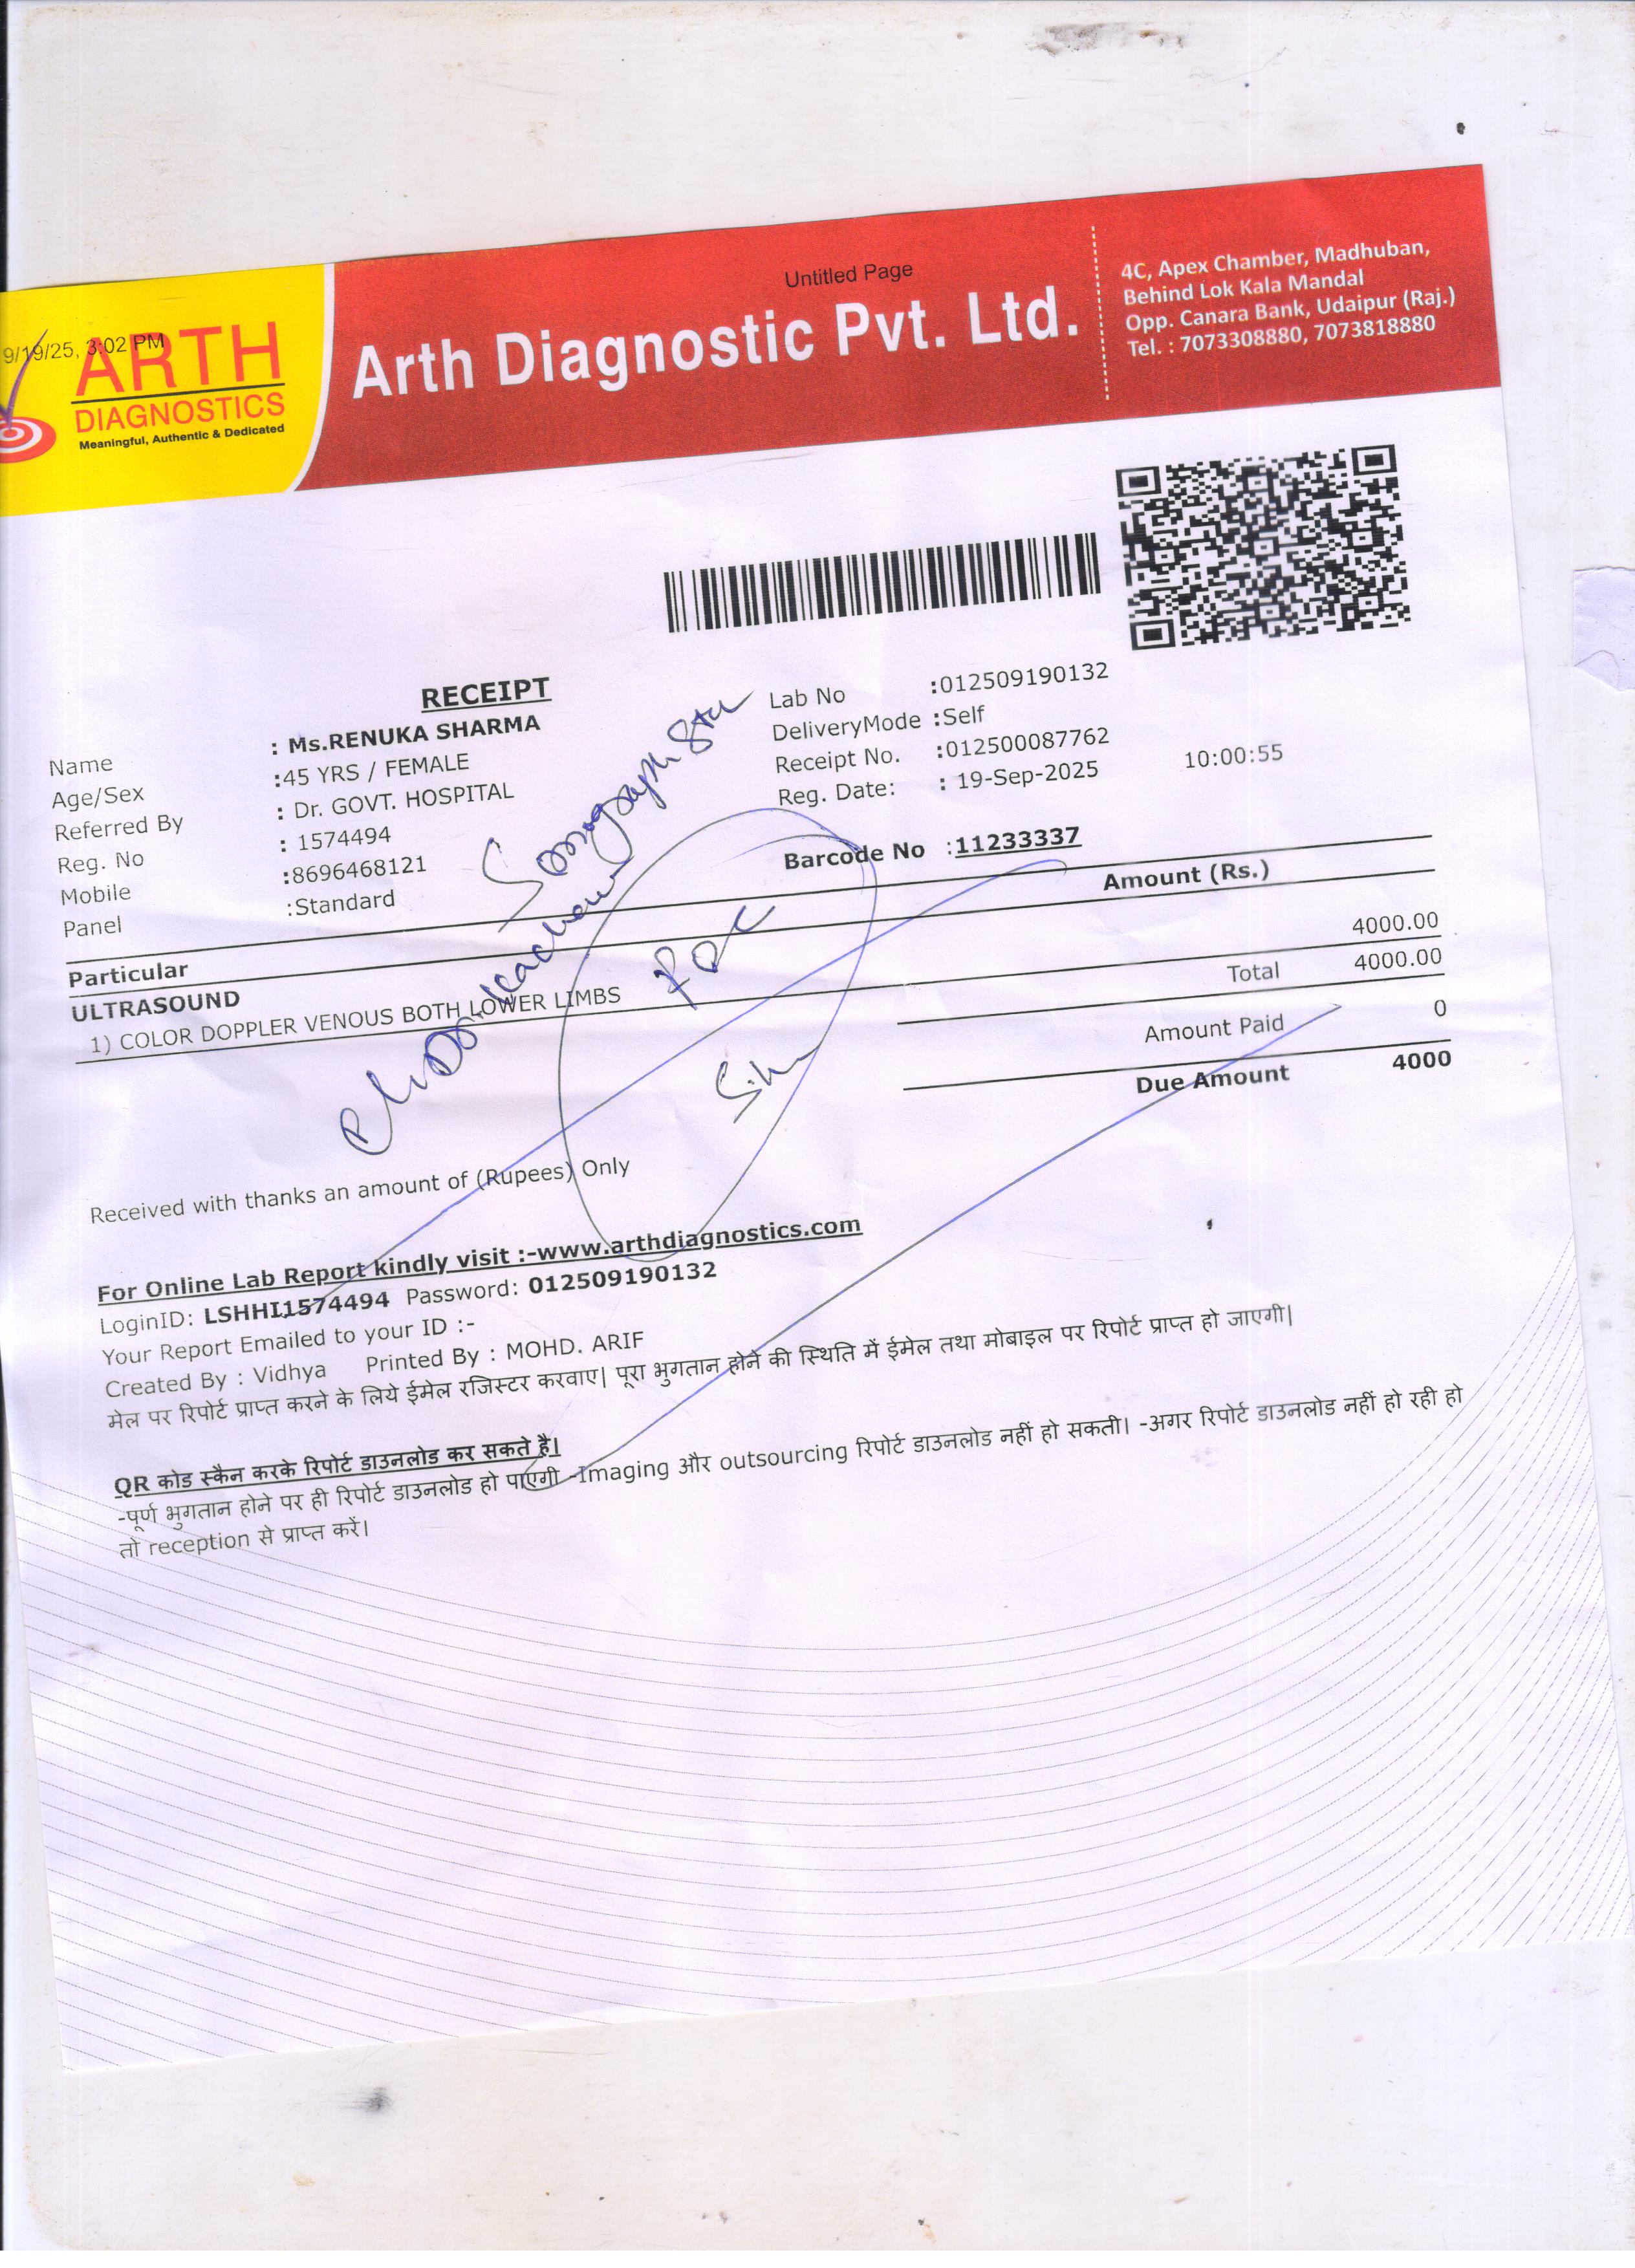 Untitled Page
9/19/25, 3:02 PM
ARTH
DIAGNOSTICS
Meaningful, Authentic & Dedicated
Arth Diagnostic Pvt. Ltd.
4C, Apex Chamber, Madhuban,
Behind Lok Kala Mandal
Opp. Canara Bank, Udaipur (Raj.)
Tel. : 7073308880, 7073818880
RECEIPT
Name : Ms.RENUKA SHARMA
Age/Sex :45 YRS / FEMALE
Referred By : Dr. GOVT. HOSPITAL
Reg. No : 1574494
Mobile :8696468121
Panel :Standard
Lab No :012509190132
DeliveryMode :Self
Receipt No. :012500087762
Reg. Date: : 19-Sep-2025 10:00:55
Barcode No :11233337
Particular Amount (Rs.)
ULTRASOUND
1) COLOR DOPPLER VENOUS BOTH LOWER LIMBS 4000.00
Total 4000.00
Amount Paid 0
Due Amount 4000
FOC
Received with thanks an amount of (Rupees) Only
For Online Lab Report kindly visit :-www.arthdiagnostics.com
LoginID: LSHHI1574494 Password: 012509190132
Your Report Emailed to your ID :-
Created By : Vidhya Printed By : MOHD. ARIF
मेल पर रिपोर्ट प्राप्त करने के लिये ईमेल रजिस्टर करवाए| पूरा भुगतान होने की स्थिति में ईमेल तथा मोबाइल पर रिपोर्ट प्राप्त हो जाएगी|
QR कोड स्कैन करके रिपोर्ट डाउनलोड कर सकते है|
-पूर्ण भुगतान होने पर ही रिपोर्ट डाउनलोड हो पाएगी -Imaging और outsourcing रिपोर्ट डाउनलोड नहीं हो सकती। -अगर रिपोर्ट डाउनलोड नहीं हो रही हो
तो reception से प्राप्त करें।